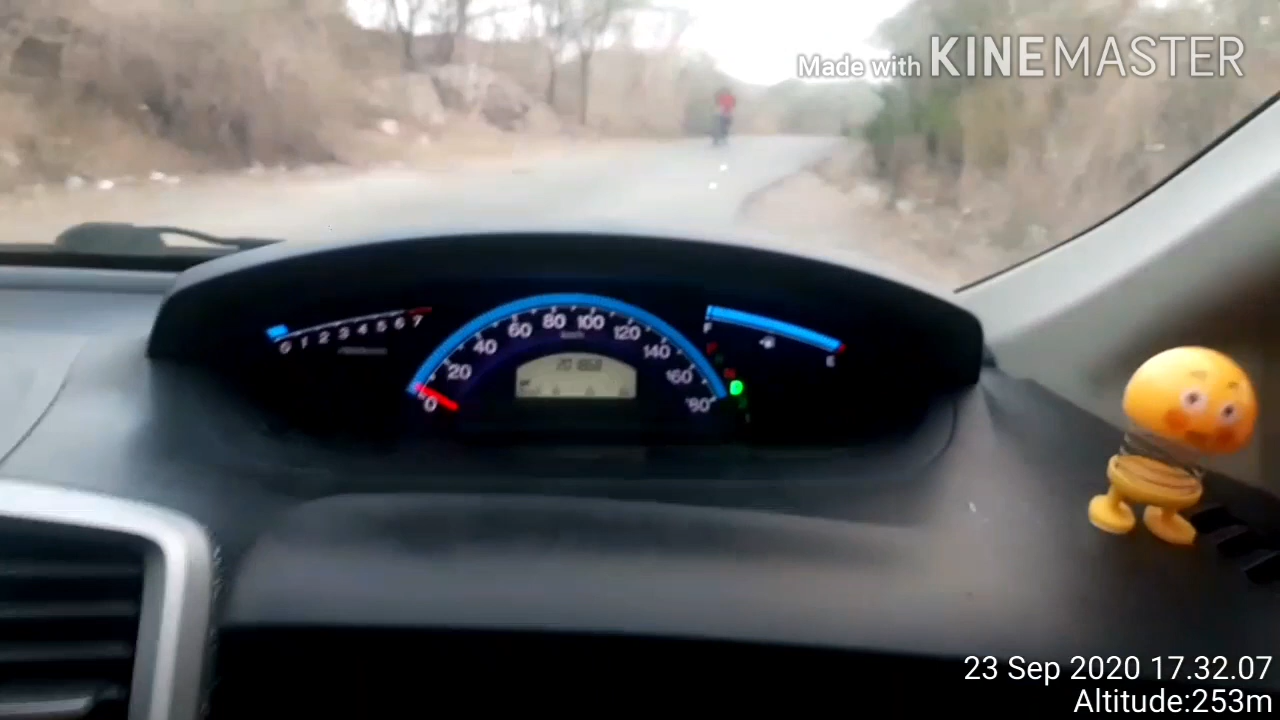 Made with KINEMASTER
0 1 2 3 4 5 6 7
0 20 40 60 80 100 120 140 160 180
km/h
F
E
23 Sep 2020 17.32.07
Altitude:253m